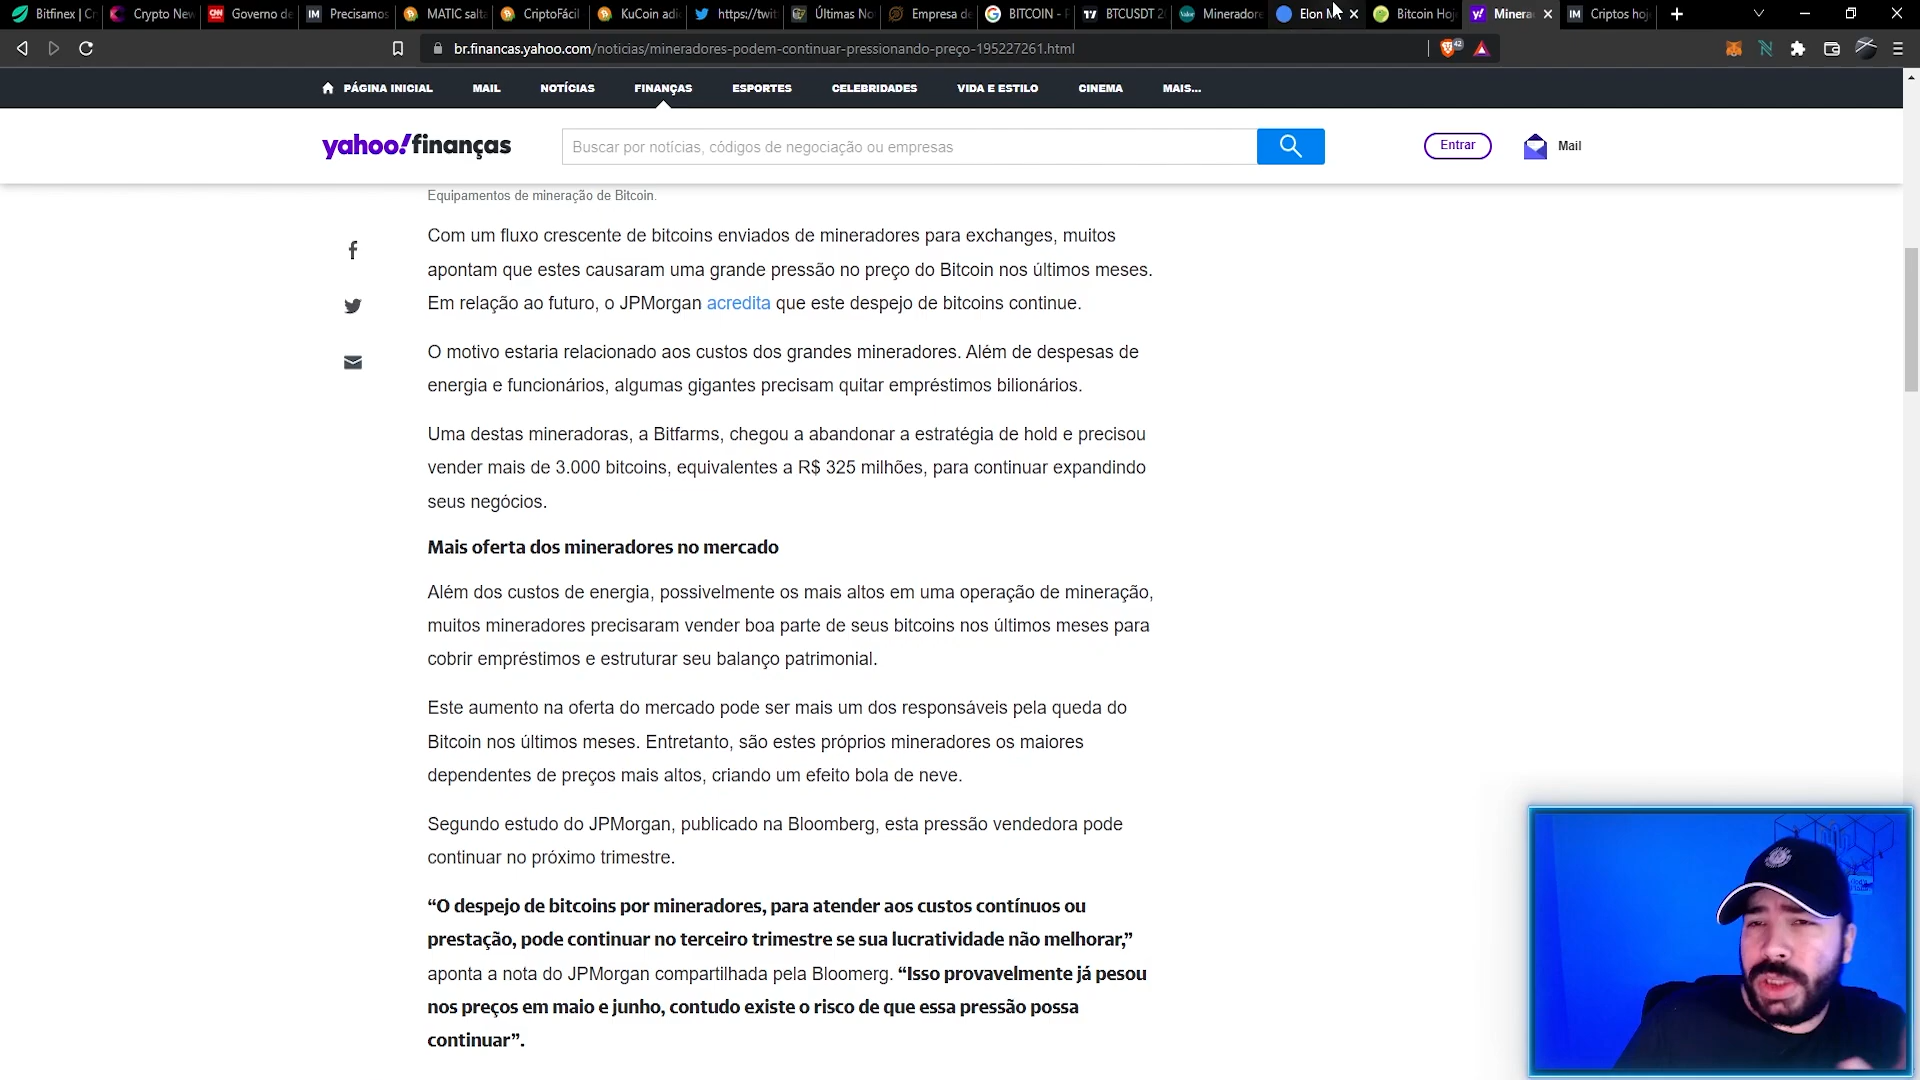 Bitfinex | C
Crypto New
Governo de
Precisamos
MATIC salta
CriptoFácil
KuCoin adi
https://twit
Últimas No
Empresa de
BITCOIN - P
BTCUSDT 2
Mineradore
Elon M
Bitcoin Hoj
Minera
Criptos hoj
br.financas.yahoo.com/noticias/mineradores-podem-continuar-pressionando-preço-195227261.html
PÁGINA INICIAL
MAIL
NOTÍCIAS
FINANÇAS
ESPORTES
CELEBRIDADES
VIDA E ESTILO
CINEMA
MAIS...
yahoo!finanças
Buscar por notícias, códigos de negociação ou empresas
Entrar
Mail
Equipamentos de mineração de Bitcoin.
Com um fluxo crescente de bitcoins enviados de mineradores para exchanges, muitos
apontam que estes causaram uma grande pressão no preço do Bitcoin nos últimos meses.
Em relação ao futuro, o JPMorgan acredita que este despejo de bitcoins continue.
O motivo estaria relacionado aos custos dos grandes mineradores. Além de despesas de
energia e funcionários, algumas gigantes precisam quitar empréstimos bilionários.
Uma destas mineradoras, a Bitfarms, chegou a abandonar a estratégia de hold e precisou
vender mais de 3.000 bitcoins, equivalentes a R$ 325 milhões, para continuar expandindo
seus negócios.
Mais oferta dos mineradores no mercado
Além dos custos de energia, possivelmente os mais altos em uma operação de mineração,
muitos mineradores precisaram vender boa parte de seus bitcoins nos últimos meses para
cobrir empréstimos e estruturar seu balanço patrimonial.
Este aumento na oferta do mercado pode ser mais um dos responsáveis pela queda do
Bitcoin nos últimos meses. Entretanto, são estes próprios mineradores os maiores
dependentes de preços mais altos, criando um efeito bola de neve.
Segundo estudo do JPMorgan, publicado na Bloomberg, esta pressão vendedora pode
continuar no próximo trimestre.
“O despejo de bitcoins por mineradores, para atender aos custos contínuos ou
prestação, pode continuar no terceiro trimestre se sua lucratividade não melhorar,”
aponta a nota do JPMorgan compartilhada pela Bloomerg. “Isso provavelmente já pesou
nos preços em maio e junho, contudo existe o risco de que essa pressão possa
continuar”.